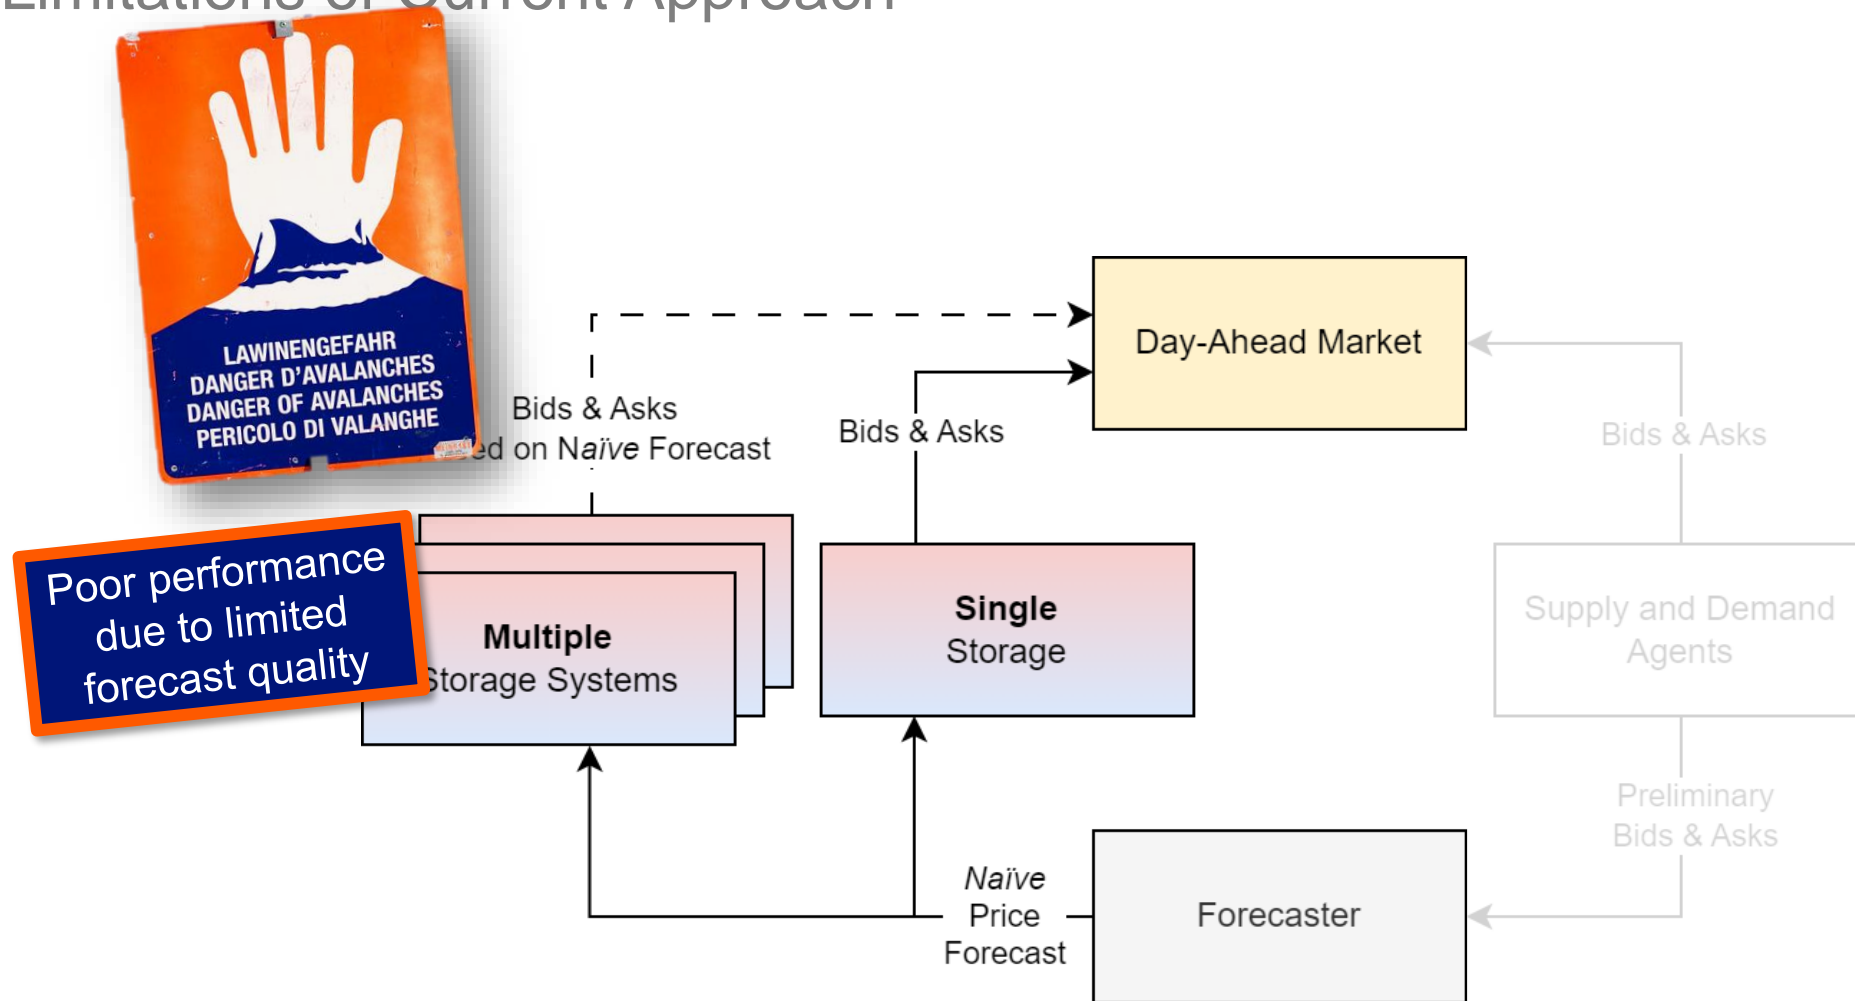 Limitations of Current Approach
LAWINENGEFAHR
DANGER D'AVALANCHES
DANGER OF AVALANCHES
PERICOLO DI VALANGHE
Bids & Asks
ed on Naïve Forecast
Bids & Asks
Day-Ahead Market
Bids & Asks
Poor performance
due to limited
forecast quality
Multiple
Storage Systems
Single
Storage
Supply and Demand
Agents
Preliminary
Bids & Asks
Naïve
Price
Forecast
Forecaster